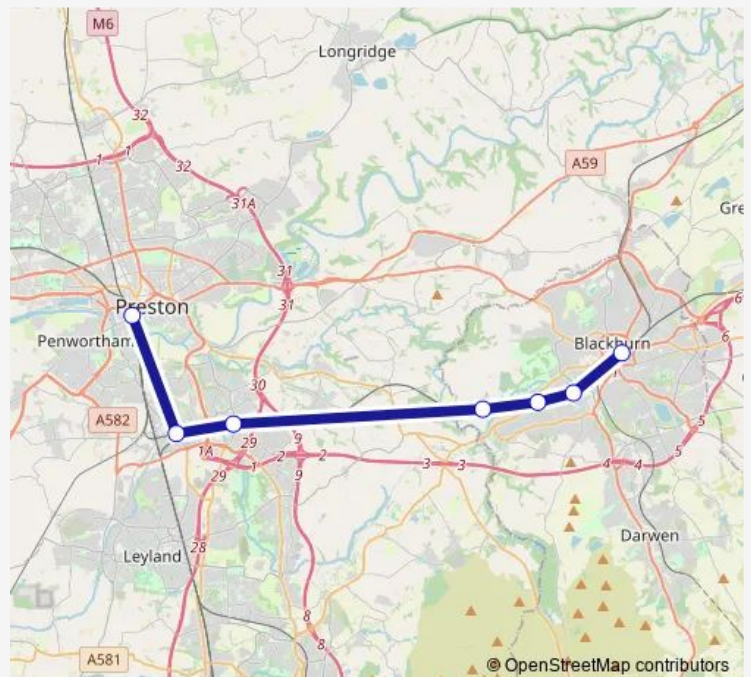 M6
Longridge
32
1
1
32
A59
31A
Gre
31
31
6
Preston
Penwortham
Blackburn
6
30
A582
29
9
5
1A
1
2
2
3
3
4
4
5
29
9
28
Leyland
Darwen
8
8
A581
© OpenStreetMap contributors